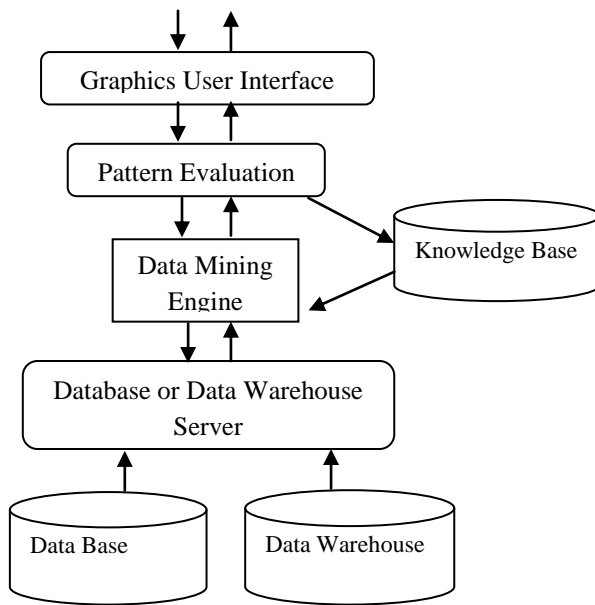 Graphics User Interface
Pattern Evaluation
Knowledge Base
Data Mining
Engine
Database or Data Warehouse
Server
Data Base
Data Warehouse